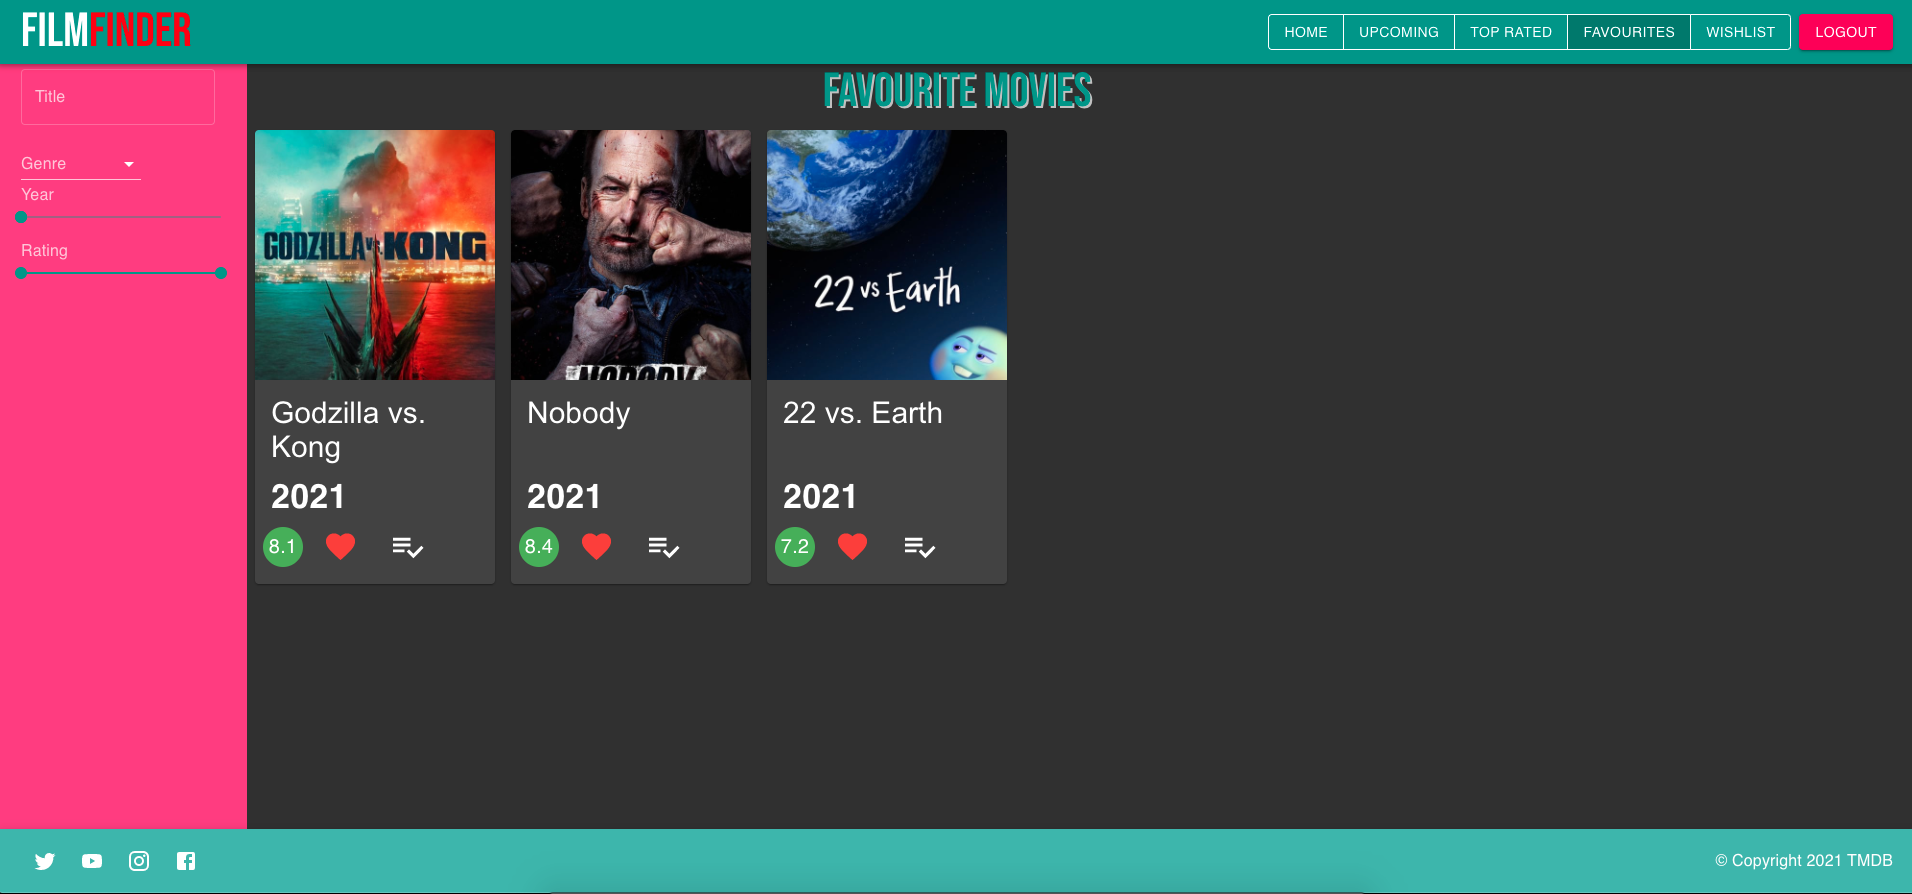 FILMFINDER
HOME
UPCOMING
TOP RATED
FAVOURITES
WISHLIST
LOGOUT
Title
Genre
Year
Rating
FAVOURITE MOVIES
GODZILLA VS. KONG
NOBODY
22 vs Earth
Godzilla vs.
Kong
2021
8.1
Nobody
2021
8.4
22 vs. Earth
2021
7.2
© Copyright 2021 TMDB